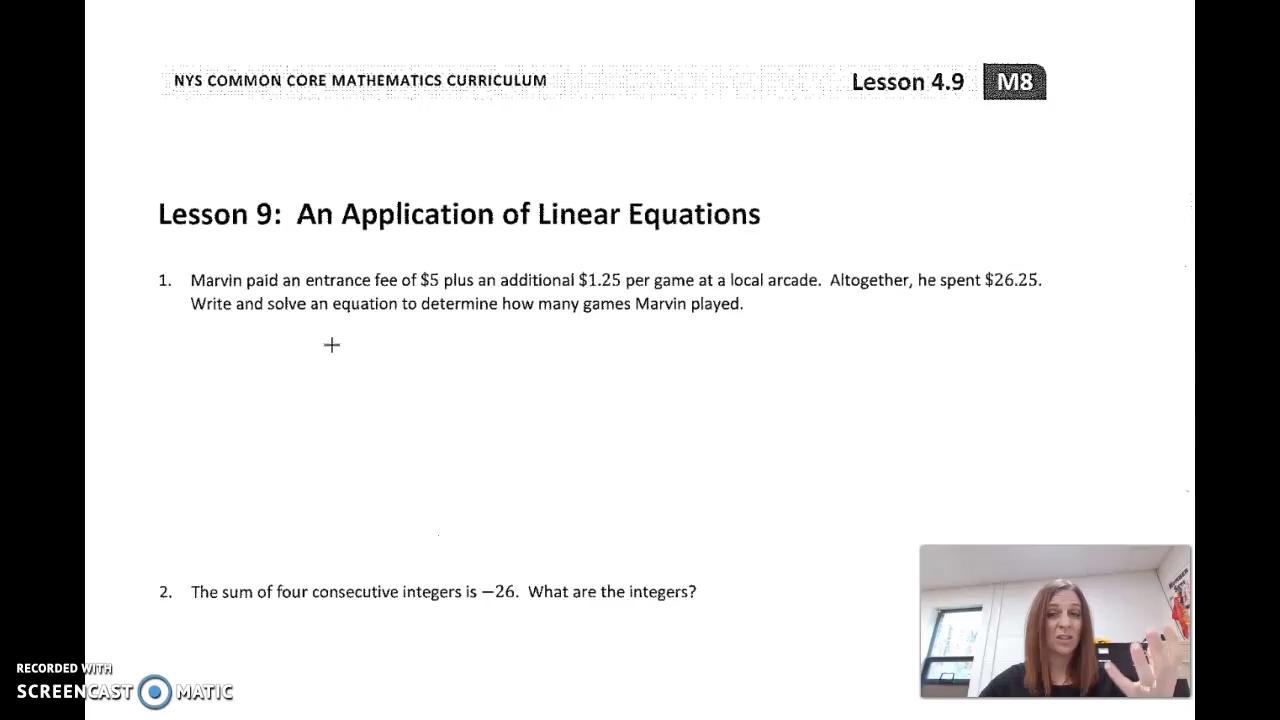 NYS COMMON CORE MATHEMATICS CURRICULUM
Lesson 4.9 M8
Lesson 9: An Application of Linear Equations
1. Marvin paid an entrance fee of $5 plus an additional $1.25 per game at a local arcade. Altogether, he spent $26.25.
Write and solve an equation to determine how many games Marvin played.
2. The sum of four consecutive integers is −26. What are the integers?
RECORDED WITH
SCREENCAST MATIC